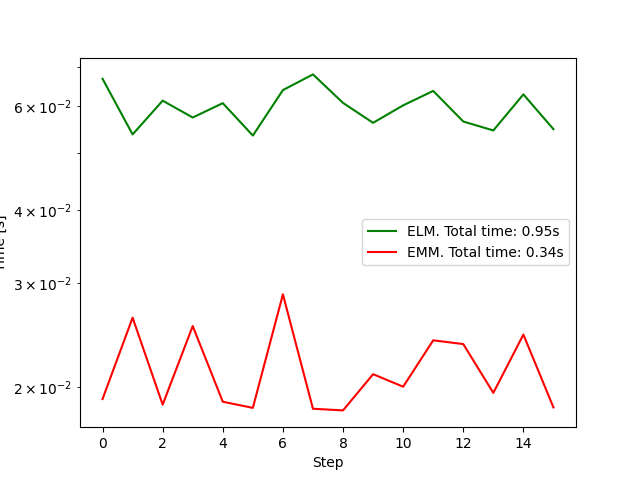 6 × 10⁻²
4 × 10⁻²
3 × 10⁻²
2 × 10⁻²
Time [s]
ELM. Total time: 0.95s
EMM. Total time: 0.34s
0 2 4 6 8 10 12 14
Step